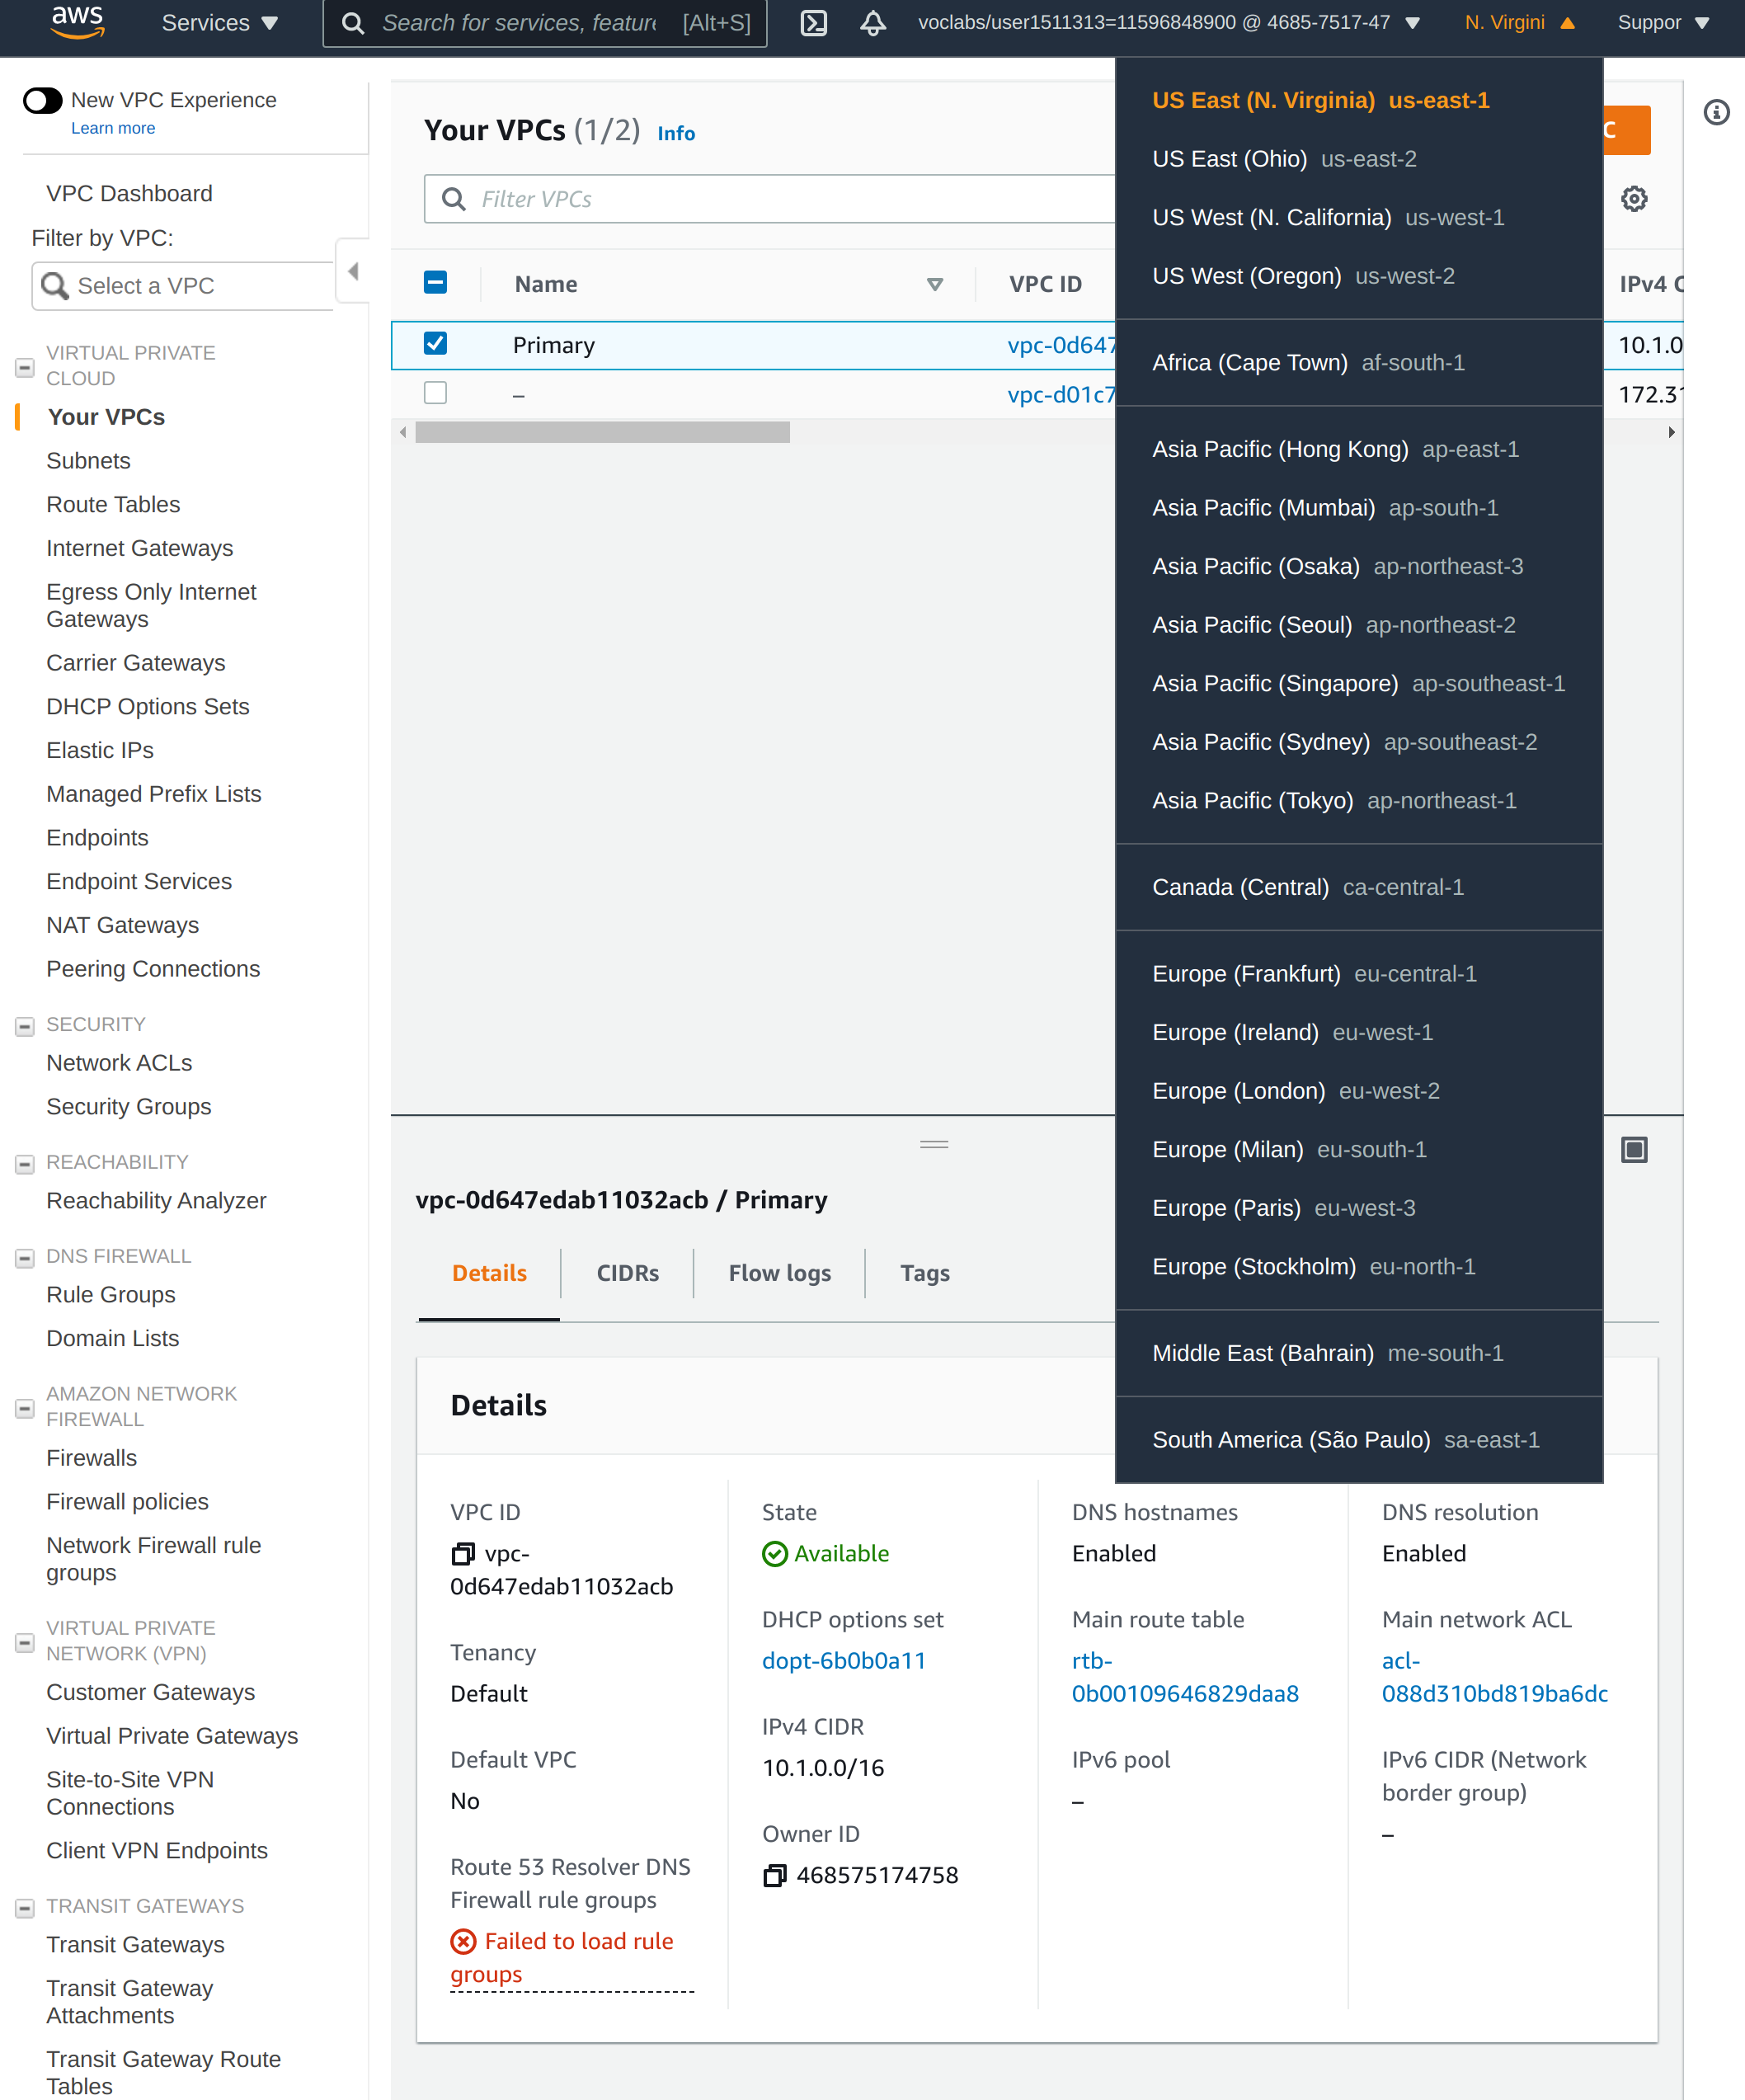 aws
Services
Search for services, feature [Alt+S]
voclabs/user1511313=11596848900 @ 4685-7517-47
N. Virgini
Suppor
New VPC Experience
Learn more
VPC Dashboard
Filter by VPC:
Select a VPC
VIRTUAL PRIVATE
CLOUD
Your VPCs
Subnets
Route Tables
Internet Gateways
Egress Only Internet
Gateways
Carrier Gateways
DHCP Options Sets
Elastic IPs
Managed Prefix Lists
Endpoints
Endpoint Services
NAT Gateways
Peering Connections
SECURITY
Network ACLs
Security Groups
REACHABILITY
Reachability Analyzer
DNS FIREWALL
Rule Groups
Domain Lists
AMAZON NETWORK
FIREWALL
Firewalls
Firewall policies
Network Firewall rule
groups
VIRTUAL PRIVATE
NETWORK (VPN)
Customer Gateways
Virtual Private Gateways
Site-to-Site VPN
Connections
Client VPN Endpoints
TRANSIT GATEWAYS
Transit Gateways
Transit Gateway
Attachments
Transit Gateway Route
Tables
Your VPCs (1/2) Info
C
Filter VPCs
Name VPC ID IPv4 C
Primary vpc-0d647 10.1.0
– vpc-d01c7 172.31
US East (N. Virginia) us-east-1
US East (Ohio) us-east-2
US West (N. California) us-west-1
US West (Oregon) us-west-2
Africa (Cape Town) af-south-1
Asia Pacific (Hong Kong) ap-east-1
Asia Pacific (Mumbai) ap-south-1
Asia Pacific (Osaka) ap-northeast-3
Asia Pacific (Seoul) ap-northeast-2
Asia Pacific (Singapore) ap-southeast-1
Asia Pacific (Sydney) ap-southeast-2
Asia Pacific (Tokyo) ap-northeast-1
Canada (Central) ca-central-1
Europe (Frankfurt) eu-central-1
Europe (Ireland) eu-west-1
Europe (London) eu-west-2
Europe (Milan) eu-south-1
Europe (Paris) eu-west-3
Europe (Stockholm) eu-north-1
Middle East (Bahrain) me-south-1
South America (São Paulo) sa-east-1
vpc-0d647edab11032acb / Primary
Details CIDRs Flow logs Tags
Details
VPC ID
vpc-
0d647edab11032acb
Tenancy
Default
Default VPC
No
Route 53 Resolver DNS
Firewall rule groups
Failed to load rule
groups
State
Available
DHCP options set
dopt-6b0b0a11
IPv4 CIDR
10.1.0.0/16
Owner ID
468575174758
DNS hostnames
Enabled
Main route table
rtb-
0b00109646829daa8
IPv6 pool
–
DNS resolution
Enabled
Main network ACL
acl-
088d310bd819ba6dc
IPv6 CIDR (Network
border group)
–